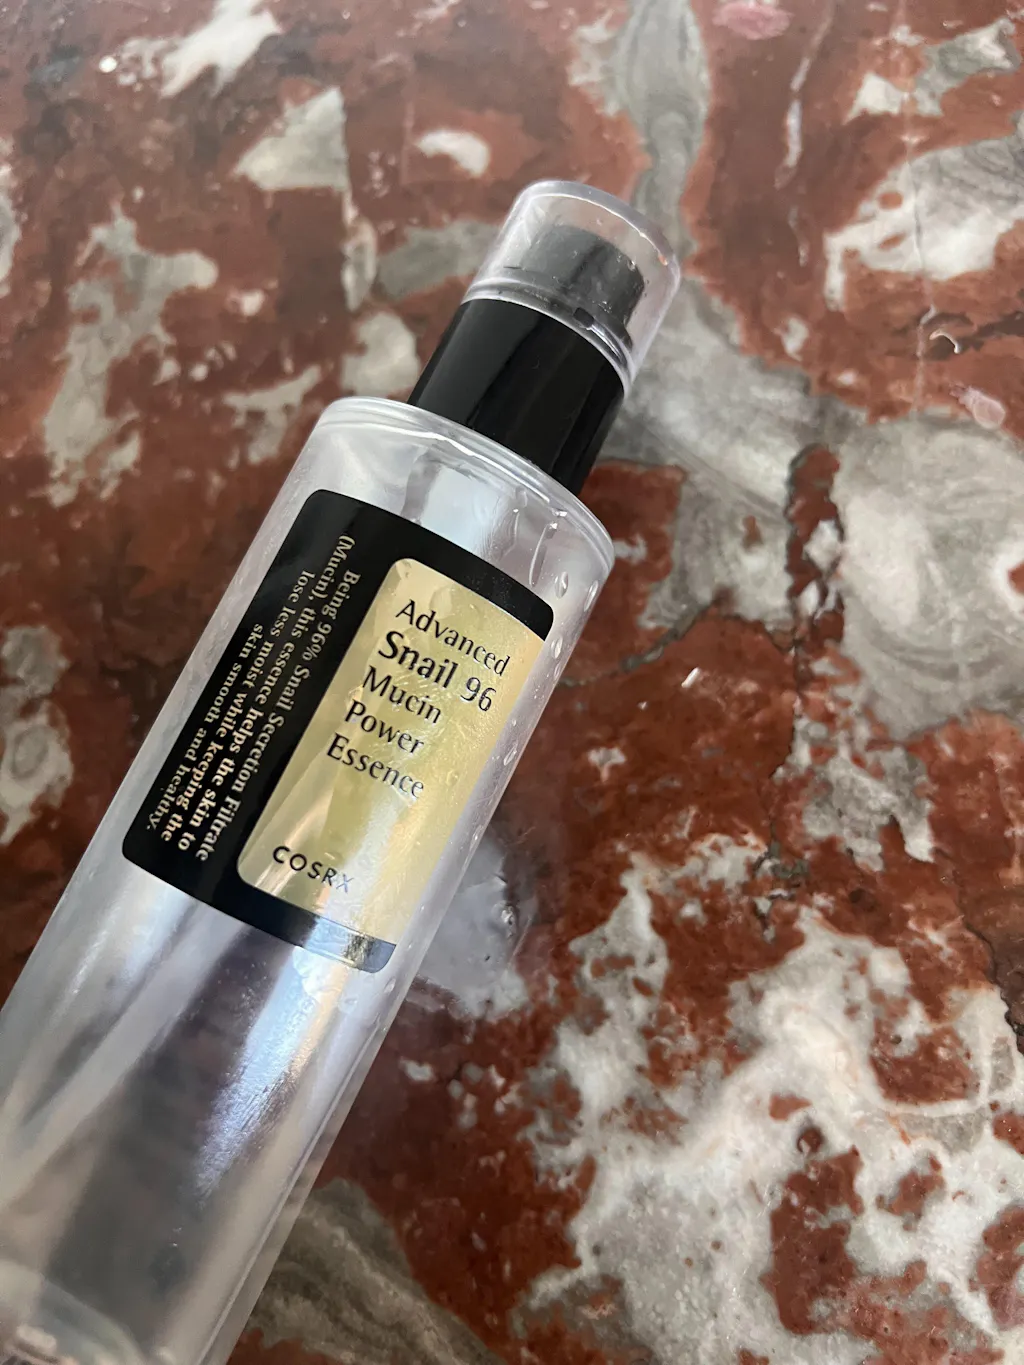 Advanced
Snail 96
Mucin
Power
Essence
COSRX
Being 96% Snail Secretion Filtrate
(Mucin), this essence helps the skin to
lose less moist while keeping the
skin smooth and healthy.